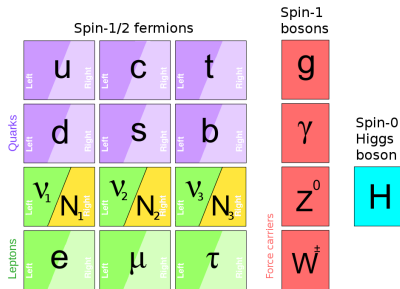 Spin-1/2 fermions
Spin-1
bosons
Spin-0
Higgs
boson
Quarks
Leptons
Force carriers
Left u Right
Left c Right
Left t Right
g
Left d Right
Left s Right
Left b Right
γ
Left ν1 N1 Right
Left ν2 N2 Right
Left ν3 N3 Right
Z0
H
Left e Right
Left μ Right
Left τ Right
W±